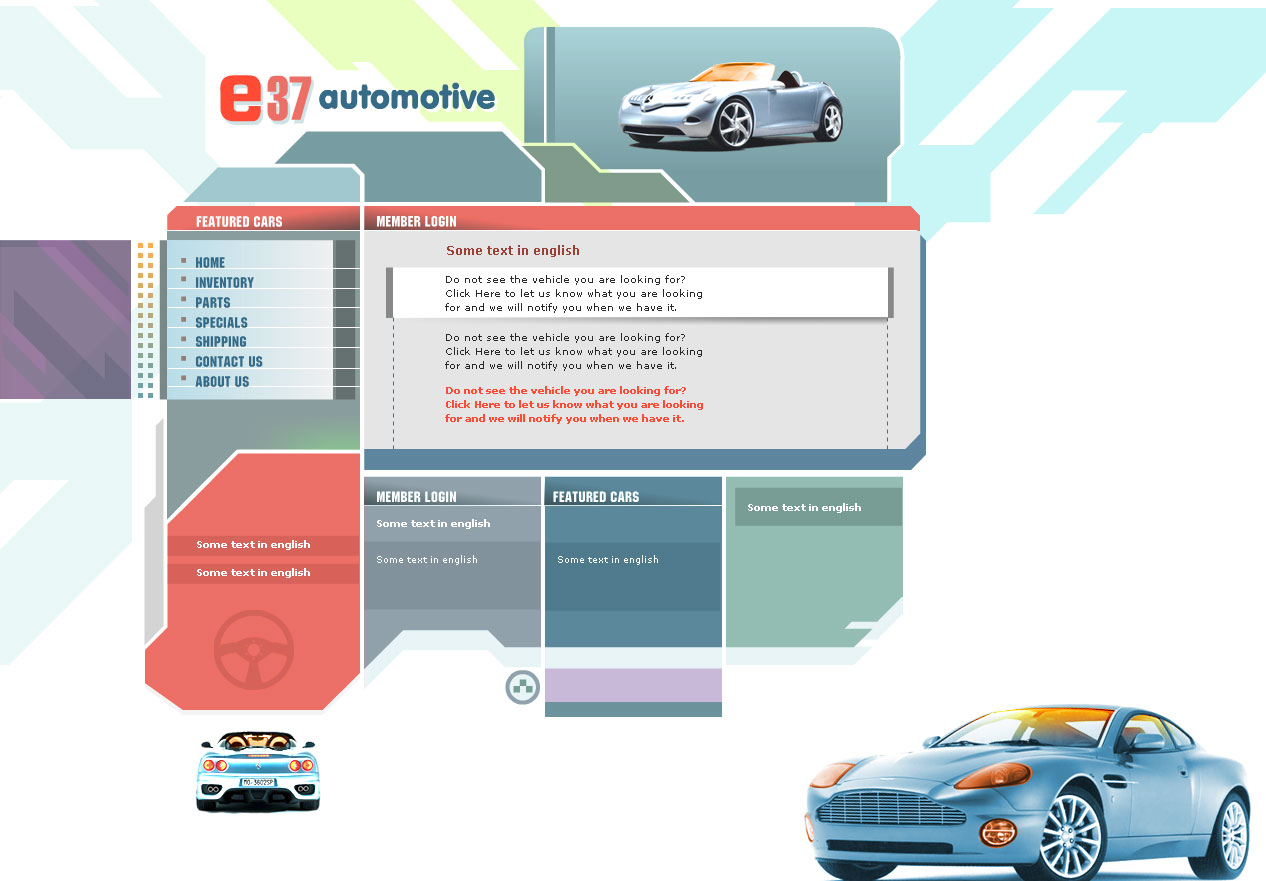 e37 automotive
FEATURED CARS
MEMBER LOGIN
HOME
INVENTORY
PARTS
SPECIALS
SHIPPING
CONTACT US
ABOUT US
Some text in english
Do not see the vehicle you are looking for?
Click Here to let us know what you are looking
for and we will notify you when we have it.
Do not see the vehicle you are looking for?
Click Here to let us know what you are looking
for and we will notify you when we have it.
Do not see the vehicle you are looking for?
Click Here to let us know what you are looking
for and we will notify you when we have it.
Some text in english
Some text in english
MEMBER LOGIN
Some text in english
Some text in english
FEATURED CARS
Some text in english
Some text in english
MO·3602SP